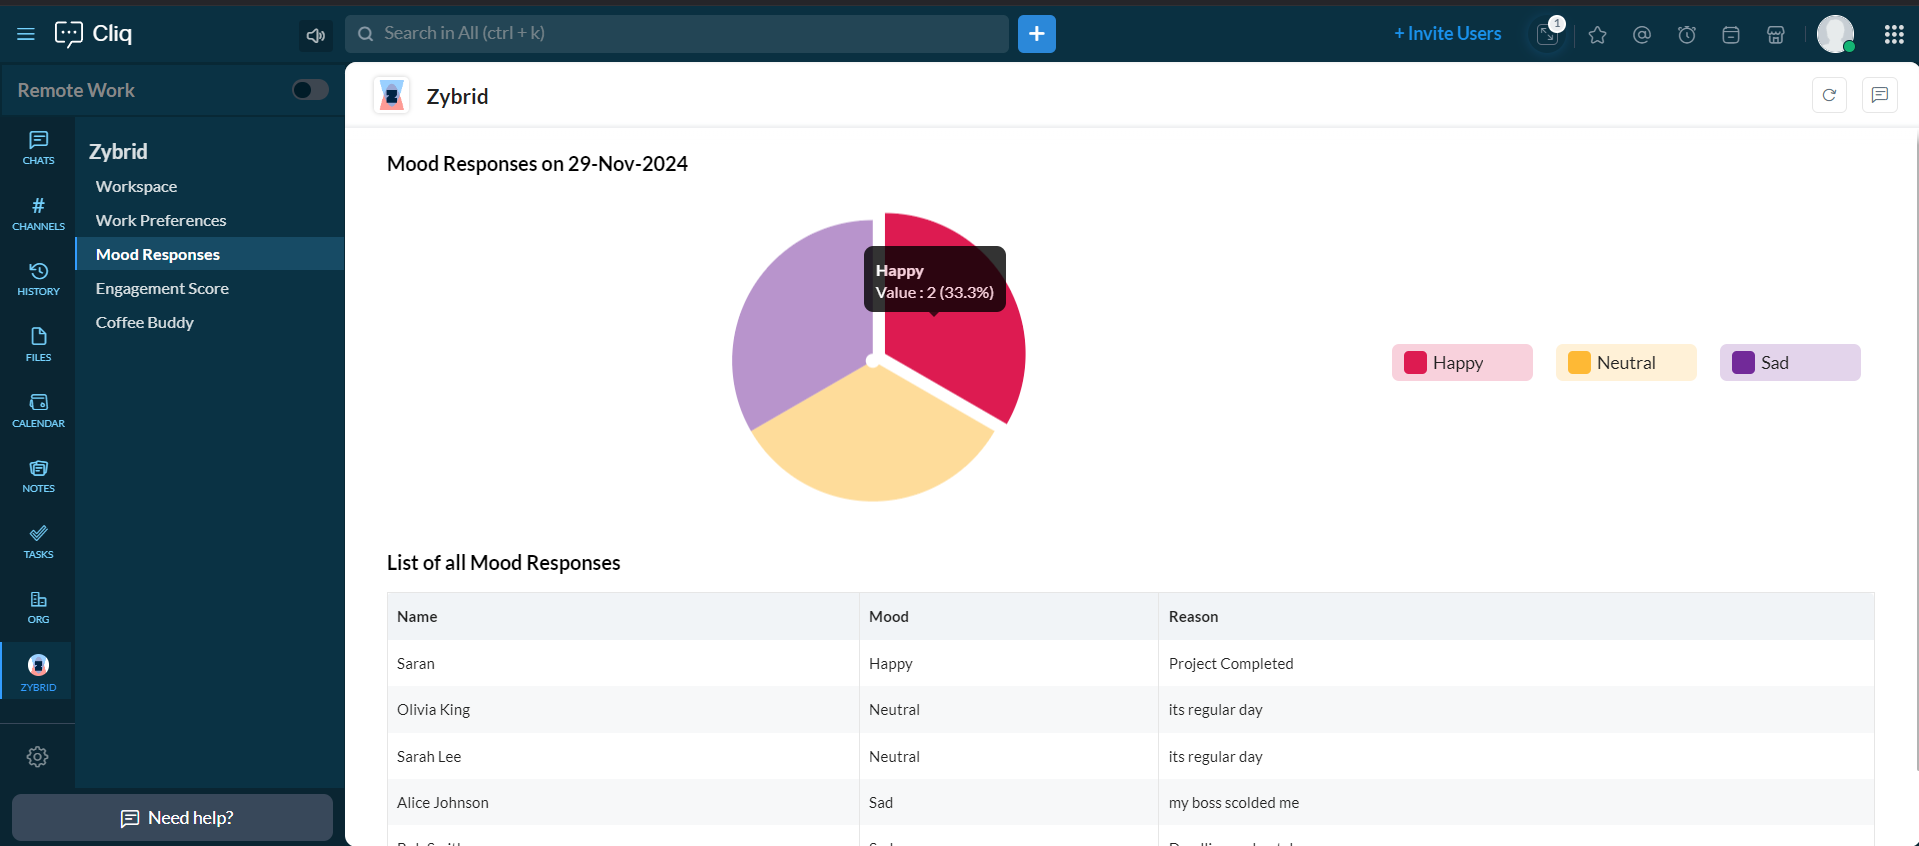 Cliq
Search in All (ctrl + k)
+
+ Invite Users
1
@
Remote Work
Zybrid
CHATS
Zybrid
Mood Responses on 29-Nov-2024
Workspace
#
CHANNELS
Work Preferences
Mood Responses
Happy
Value : 2 (33.3%)
HISTORY
Engagement Score
Coffee Buddy
FILES
Happy
Neutral
Sad
CALENDAR
NOTES
TASKS
List of all Mood Responses
ORG
Name Mood Reason
Saran Happy Project Completed
ZYBRID
Olivia King Neutral its regular day
Sarah Lee Neutral its regular day
Alice Johnson Sad my boss scolded me
Need help?